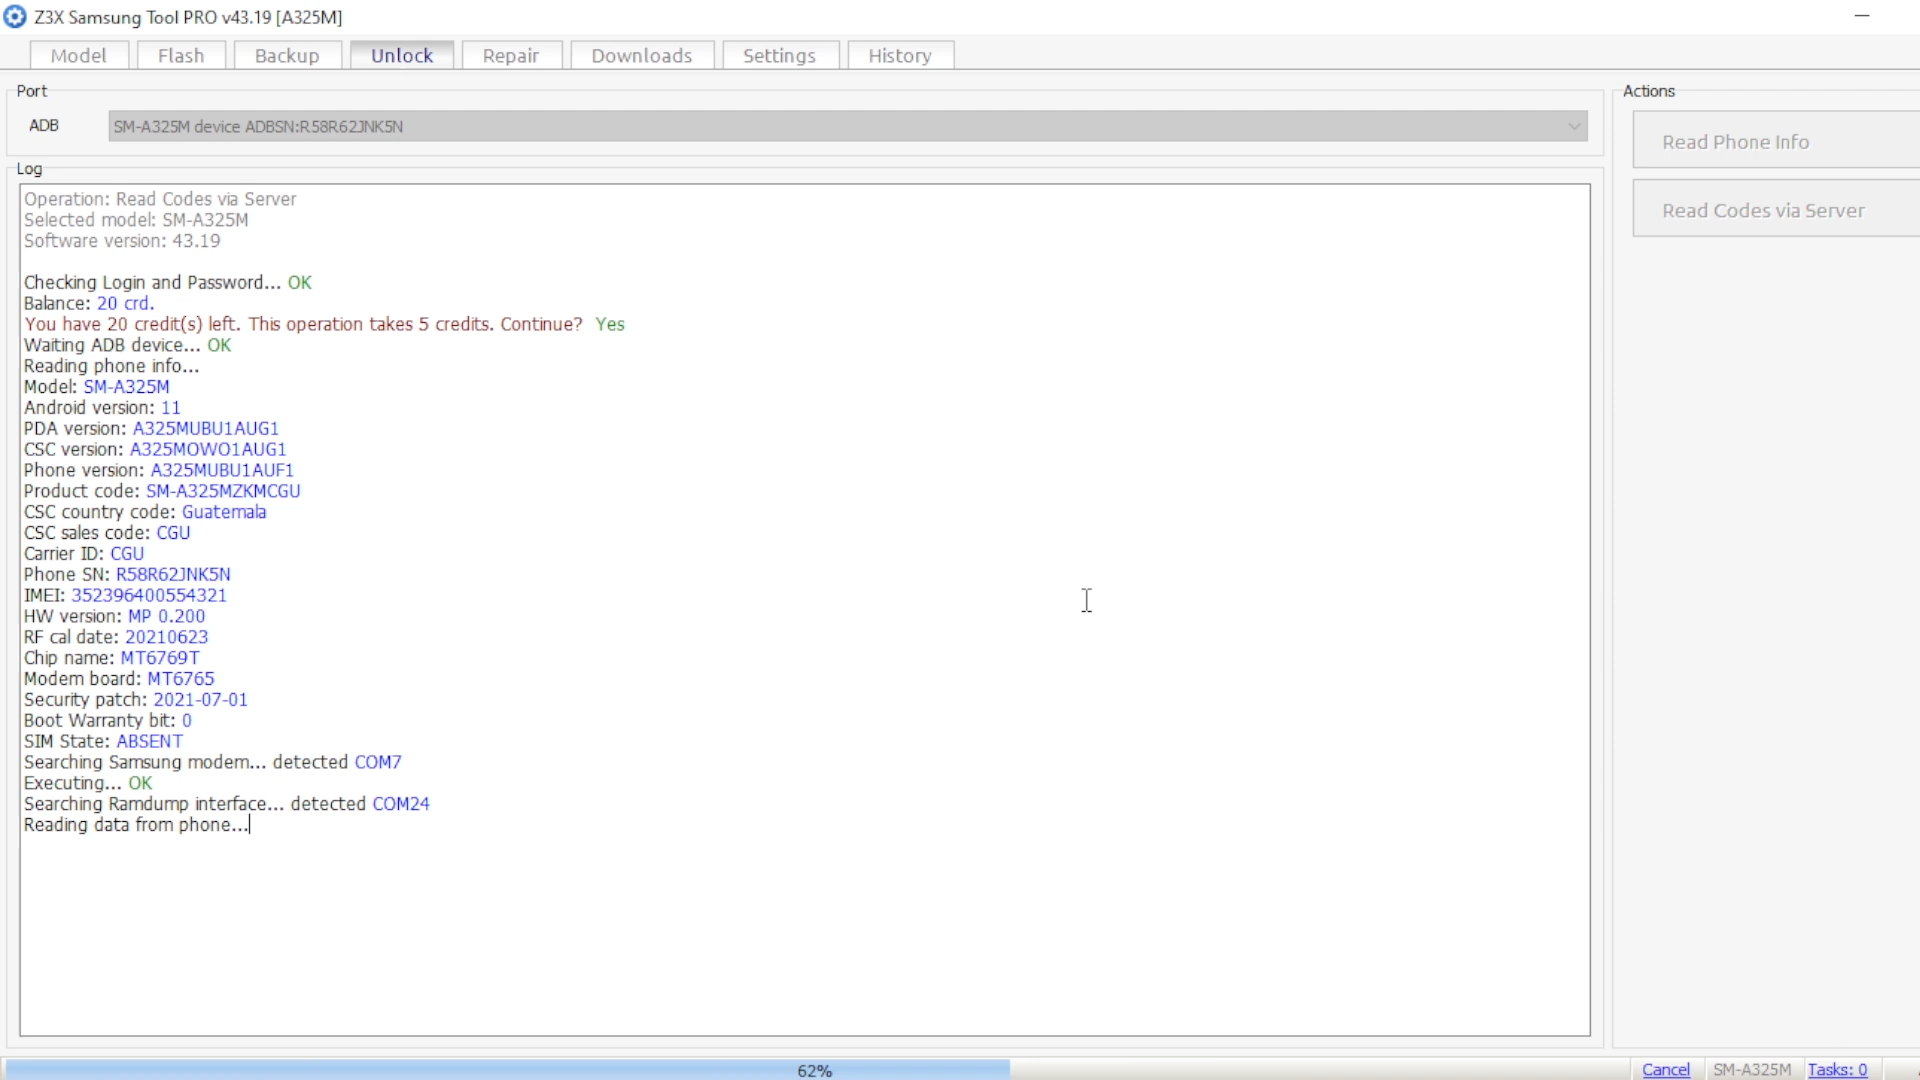 Z3X Samsung Tool PRO v43.19 [A325M]
Model Flash Backup Unlock Repair Downloads Settings History
Port
ADB SM-A325M device ADBSN:R58R62JNK5N
Log
Operation: Read Codes via Server
Selected model: SM-A325M
Software version: 43.19
Checking Login and Password... OK
Balance: 20 crd.
You have 20 credit(s) left. This operation takes 5 credits. Continue? Yes
Waiting ADB device... OK
Reading phone info...
Model: SM-A325M
Android version: 11
PDA version: A325MUBU1AUG1
CSC version: A325MOWO1AUG1
Phone version: A325MUBU1AUF1
Product code: SM-A325MZKMCGU
CSC country code: Guatemala
CSC sales code: CGU
Carrier ID: CGU
Phone SN: R58R62JNK5N
IMEI: 352396400554321
HW version: MP 0.200
RF cal date: 20210623
Chip name: MT6769T
Modem board: MT6765
Security patch: 2021-07-01
Boot Warranty bit: 0
SIM State: ABSENT
Searching Samsung modem... detected COM7
Executing... OK
Searching Ramdump interface... detected COM24
Reading data from phone...
Actions
Read Phone Info
Read Codes via Server
62%
Cancel SM-A325M Tasks: 0